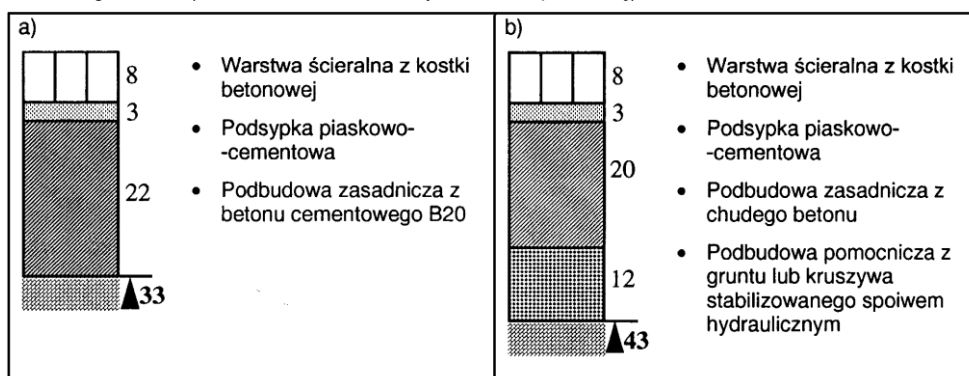 a)
8
3
22
33
• Warstwa ścieralna z kostki
betonowej
• Podsypka piaskowo-
-cementowa
• Podbudowa zasadnicza z
betonu cementowego B20
b)
8
3
20
12
43
• Warstwa ścieralna z kostki
betonowej
• Podsypka piaskowo-
-cementowa
• Podbudowa zasadnicza z
chudego betonu
• Podbudowa pomocnicza z
gruntu lub kruszywa
stabilizowanego spoiwem
hydraulicznym